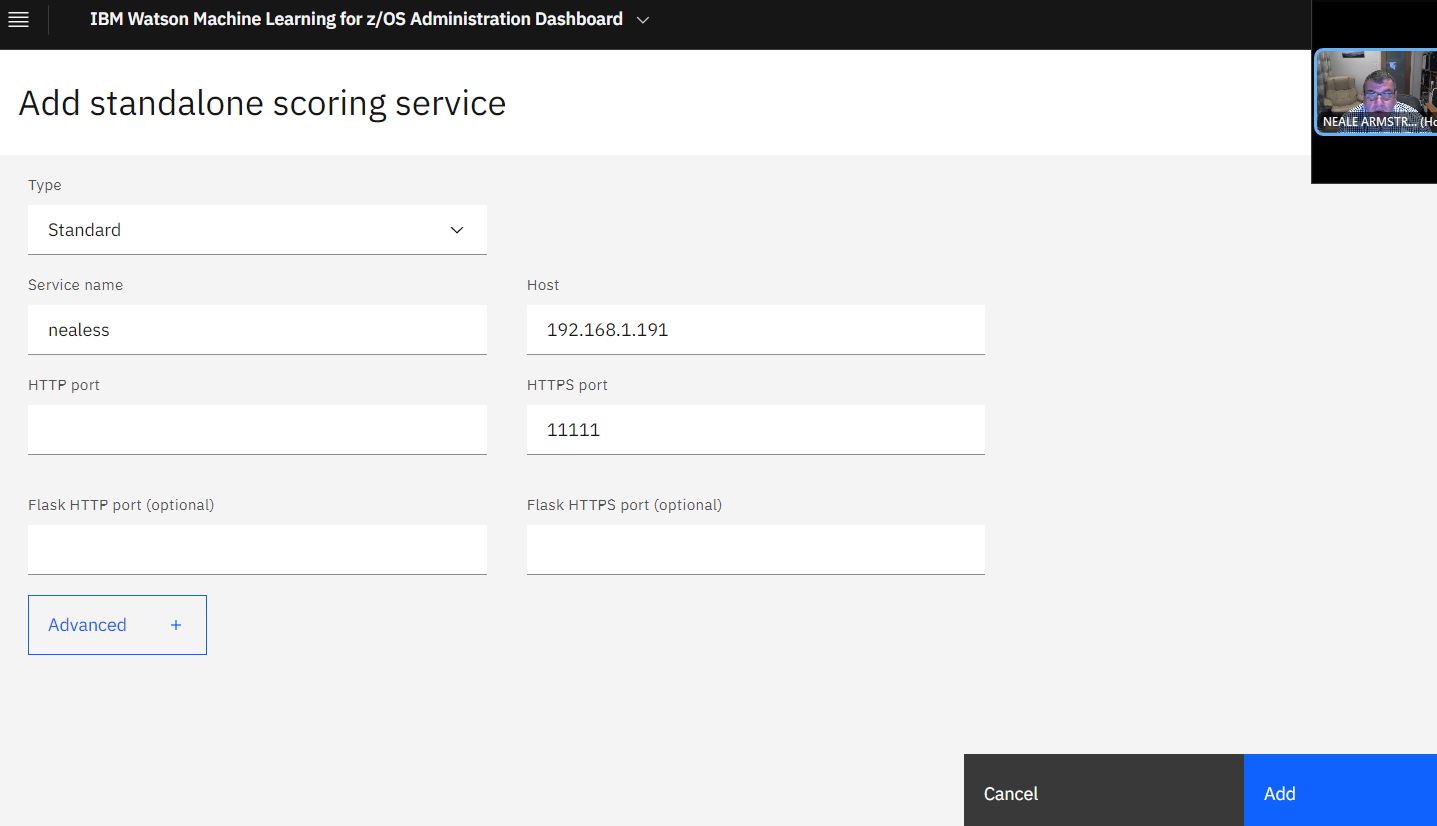 IBM Watson Machine Learning for z/OS Administration Dashboard
Add standalone scoring service
NEALE ARMSTR... (Ho
Type
Standard
Service name
Host
nealess
192.168.1.191
HTTP port
HTTPS port
11111
Flask HTTP port (optional)
Flask HTTPS port (optional)
Advanced +
Cancel
Add